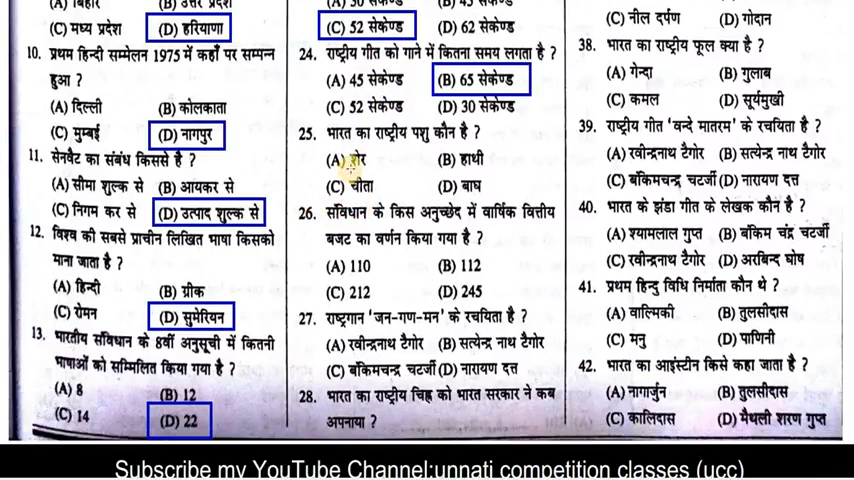 (A) बिहार (B) उत्तर प्रदेश
(C) मध्य प्रदेश (D) हरियाणा
10. प्रथम हिन्दी सम्मेलन 1975 में कहाँ पर सम्पन्न
हुआ ?
(A) दिल्ली (B) कोलकाता
(C) मुम्बई (D) नागपुर
11. सेनवैट का संबंध किससे है ?
(A) सीमा शुल्क से (B) आयकर से
(C) निगम कर से (D) उत्पाद शुल्क से
12. विश्व की सबसे प्राचीन लिखित भाषा किसको
माना जाता है ?
(A) हिन्दी (B) ग्रीक
(C) रोमन (D) सुमेरियन
13. भारतीय संविधान के 8वीं अनुसूची में कितनी
भाषाओं को सम्मिलित किया गया है ?
(A) 8 (B) 12
(C) 14 (D) 22
(C) 52 सेकेण्ड (D) 62 सेकेण्ड
24. राष्ट्रीय गीत को गाने में कितना समय लगता है ?
(A) 45 सेकेण्ड (B) 65 सेकेण्ड
(C) 52 सेकेण्ड (D) 30 सेकेण्ड
25. भारत का राष्ट्रीय पशु कौन है ?
(A) शेर (B) हाथी
(C) चीता (D) बाघ
26. संविधान के किस अनुच्छेद में वार्षिक वित्तीय
बजट का वर्णन किया गया है ?
(A) 110 (B) 112
(C) 212 (D) 245
27. राष्ट्रगान 'जन-गण-मन' के रचयिता है ?
(A) रवीन्द्रनाथ टैगोर (B) सत्येन्द्र नाथ टैगोर
(C) बंकिमचन्द्र चटर्जी (D) नारायण दत्त
28. भारत का राष्ट्रीय चिह्न को भारत सरकार ने कब
अपनाया ?
(C) नील दर्पण (D) गोदान
38. भारत का राष्ट्रीय फूल क्या है ?
(A) गेन्दा (B) गुलाब
(C) कमल (D) सूर्यमुखी
39. राष्ट्रीय गीत 'वन्दे मातरम' के रचयिता है ?
(A) रवीन्द्रनाथ टैगोर (B) सत्येन्द्र नाथ टैगोर
(C) बंकिमचन्द्र चटर्जी (D) नारायण दत्त
40. भारत के झंडा गीत के लेखक कौन है ?
(A) श्यामलाल गुप्त (B) बंकिम चंद्र चटर्जी
(C) रवीन्द्रनाथ टैगोर (D) अरबिन्द घोष
41. प्रथम हिन्दु विधि निर्माता कौन थे ?
(A) वाल्मिकी (B) तुलसीदास
(C) मनु (D) पाणिनी
42. भारत का आइंस्टीन किसे कहा जाता है ?
(A) नागार्जुन (B) तुलसीदास
(C) कालिदास (D) मैथली शरण गुप्त
Subscribe my YouTube Channel:unnati competition classes (ucc)